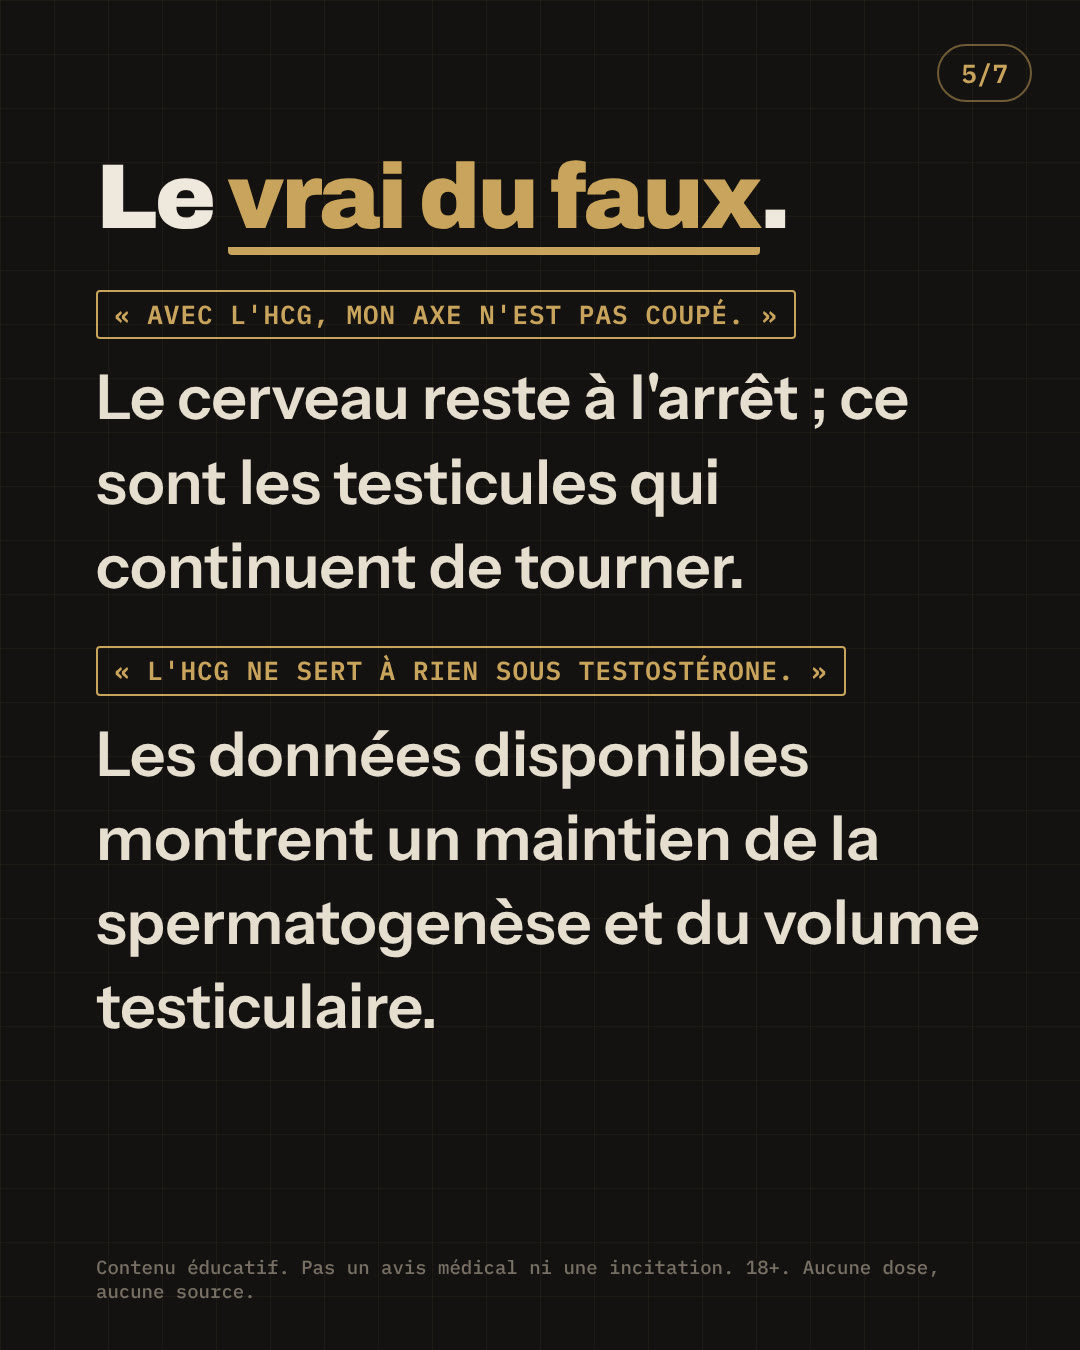 5/7
Le vrai du faux.
« AVEC L'HCG, MON AXE N'EST PAS COUPÉ. »
Le cerveau reste à l'arrêt ; ce
sont les testicules qui
continuent de tourner.
« L'HCG NE SERT À RIEN SOUS TESTOSTÉRONE. »
Les données disponibles
montrent un maintien de la
spermatogenèse et du volume
testiculaire.
Contenu éducatif. Pas un avis médical ni une incitation. 18+. Aucune dose,
aucune source.